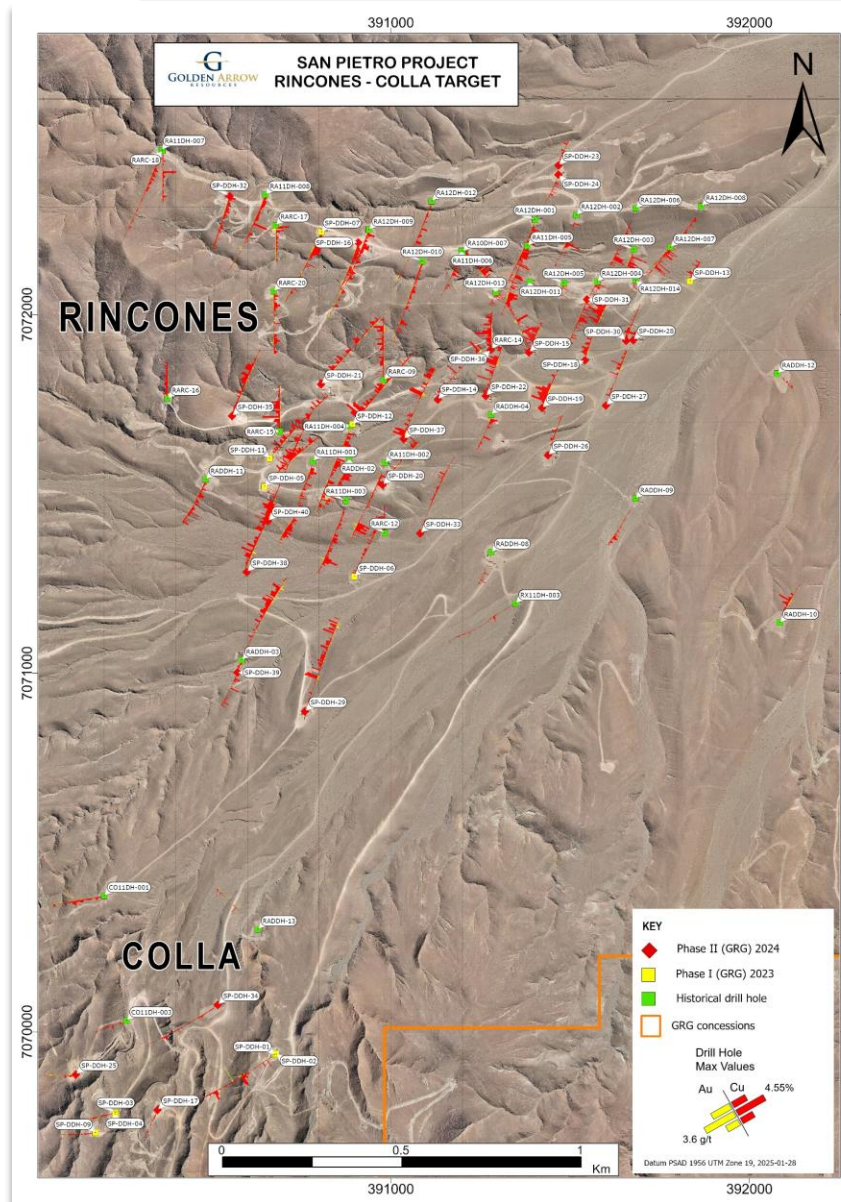 391000
392000
GOLDEN ARROW
RESOURCES
SAN PIETRO PROJECT
RINCONES - COLLA TARGET
N
RA11DH-007
RARC-18
SP-DDH-23
SP-DDH-32
RA11DH-008
SP-DDH-24
RA12DH-012
RA12DH-001
RA12DH-002
RA12DH-006
RA12DH-008
RARC-17
SP-DDH-07
RA12DH-009
SP-DDH-16
RA10DH-007
RA11DH-005
RA12DH-003
RA12DH-007
RA12DH-010
RA11DH-006
RARC-20
RA12DH-013
RA12DH-005
RA12DH-004
SP-DDH-13
RA12DH-011
RA12DH-014
SP-DDH-31
7072000
7072000
RINCONES
SP-DDH-30
SP-DDH-28
RARC-14
SP-DDH-15
SP-DDH-36
SP-DDH-18
RADDH-12
SP-DDH-21
RARC-09
RARC-16
SP-DDH-14
SP-DDH-22
SP-DDH-19
SP-DDH-27
SP-DDH-35
SP-DDH-12
RADDH-04
RARC-15
RA11DH-004
SP-DDH-37
SP-DDH-11
RA11DH-001
RA11DH-002
SP-DDH-26
RADDH-11
RADDH-02
SP-DDH-05
SP-DDH-20
RA11DH-003
RADDH-09
SP-DDH-40
RARC-12
SP-DDH-33
RADDH-08
SP-DDH-38
SP-DDH-06
RX11DH-003
RADDH-10
RADDH-03
SP-DDH-39
7071000
7071000
SP-DDH-29
CO11DH-001
RADDH-13
COLLA
SP-DDH-34
CO11DH-003
7070000
7070000
SP-DDH-01
SP-DDH-02
SP-DDH-25
SP-DDH-03
SP-DDH-17
SP-DDH-04
SP-DDH-09
KEY
Phase II (GRG) 2024
Phase I (GRG) 2023
Historical drill hole
GRG concessions
Drill Hole
Max Values
Au Cu 4.55%
3.6 g/t
Datum PSAD 1956 UTM Zone 19, 2025-01-28
0 0.5 1
Km
391000
392000